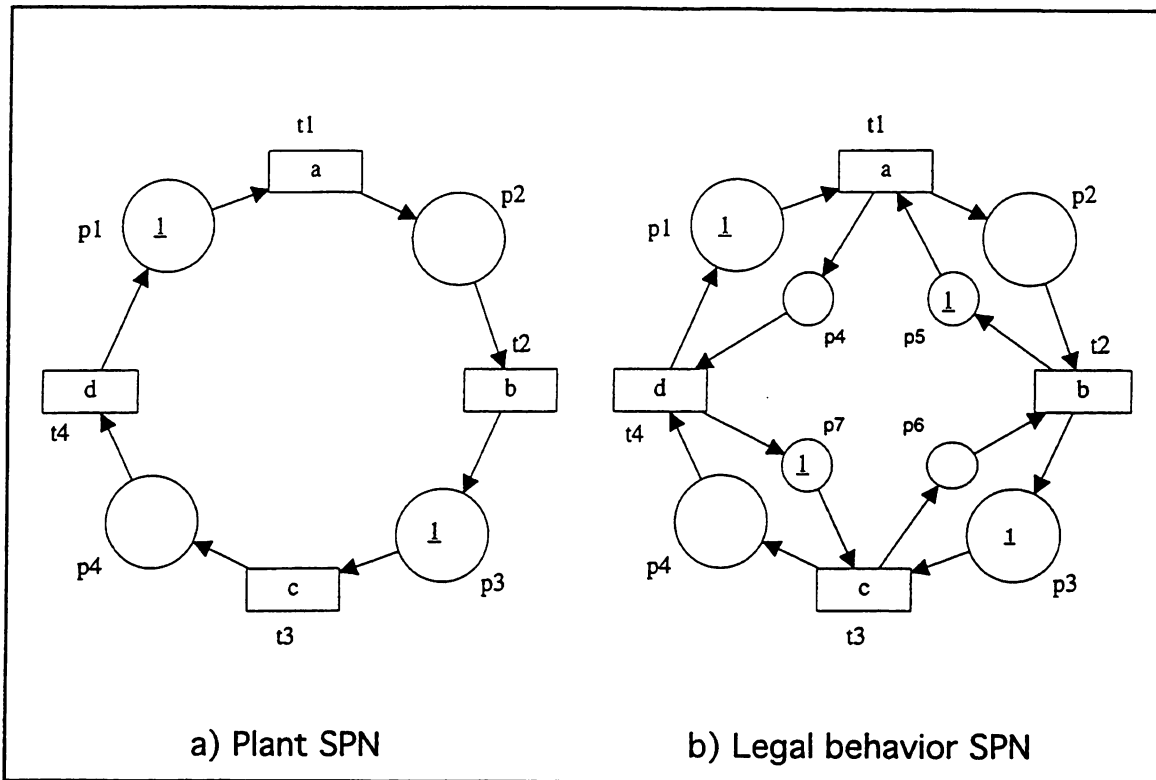 t1
a
p2
p1
1
t2
b
d
t4
1
p4
p3
c
t3
a) Plant SPN
t1
a
p2
p1
1
1
p4
p5
t2
d
b
t4
p7
p6
1
1
p4
p3
c
t3
b) Legal behavior SPN